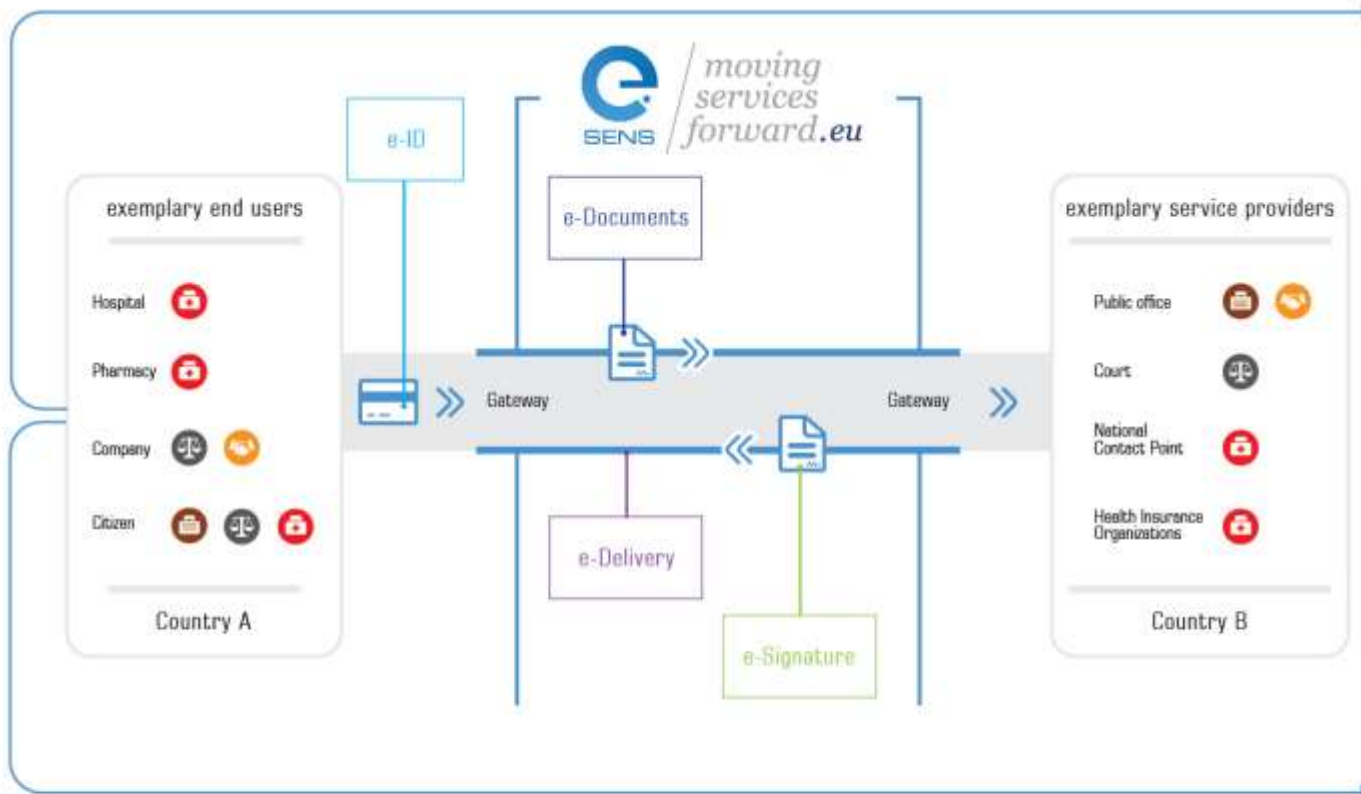 e
SENS
moving
services
forward.eu
e-ID
exemplary end users
Hospital
Pharmacy
Company
Citizen
Country A
e-Documents
Gateway
Gateway
e-Delivery
e-Signature
exemplary service providers
Public office
Court
National
Contact Point
Health Insurance
Organizations
Country B